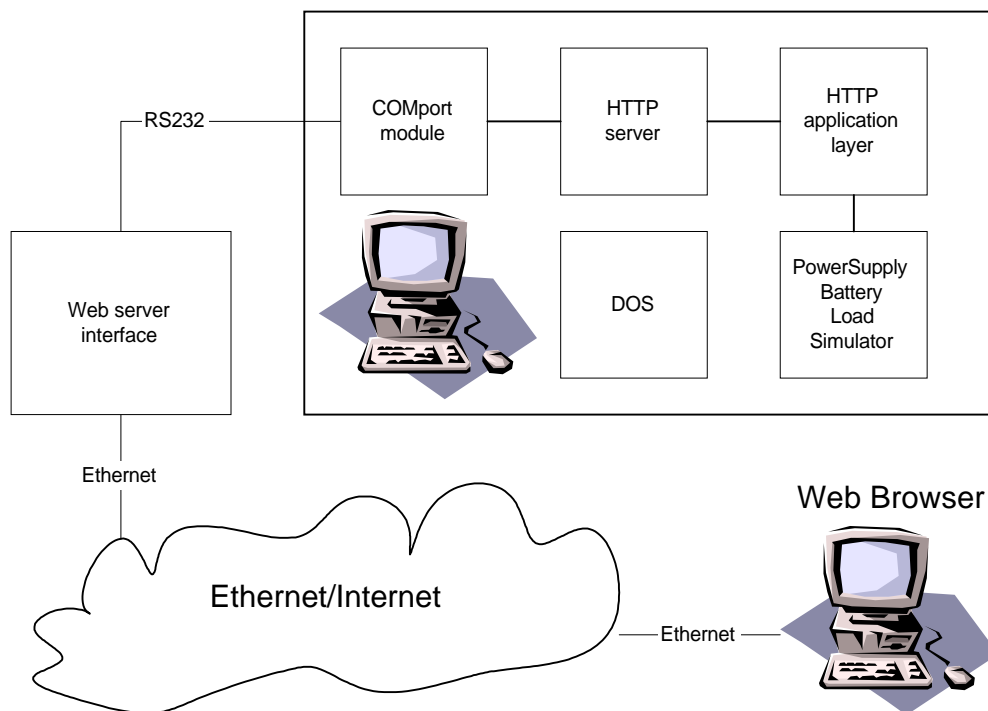 RS232
COMport
module
HTTP
server
HTTP
application
layer
Web server
interface
DOS
PowerSupply
Battery
Load
Simulator
Ethernet
Web Browser
Ethernet/Internet
Ethernet